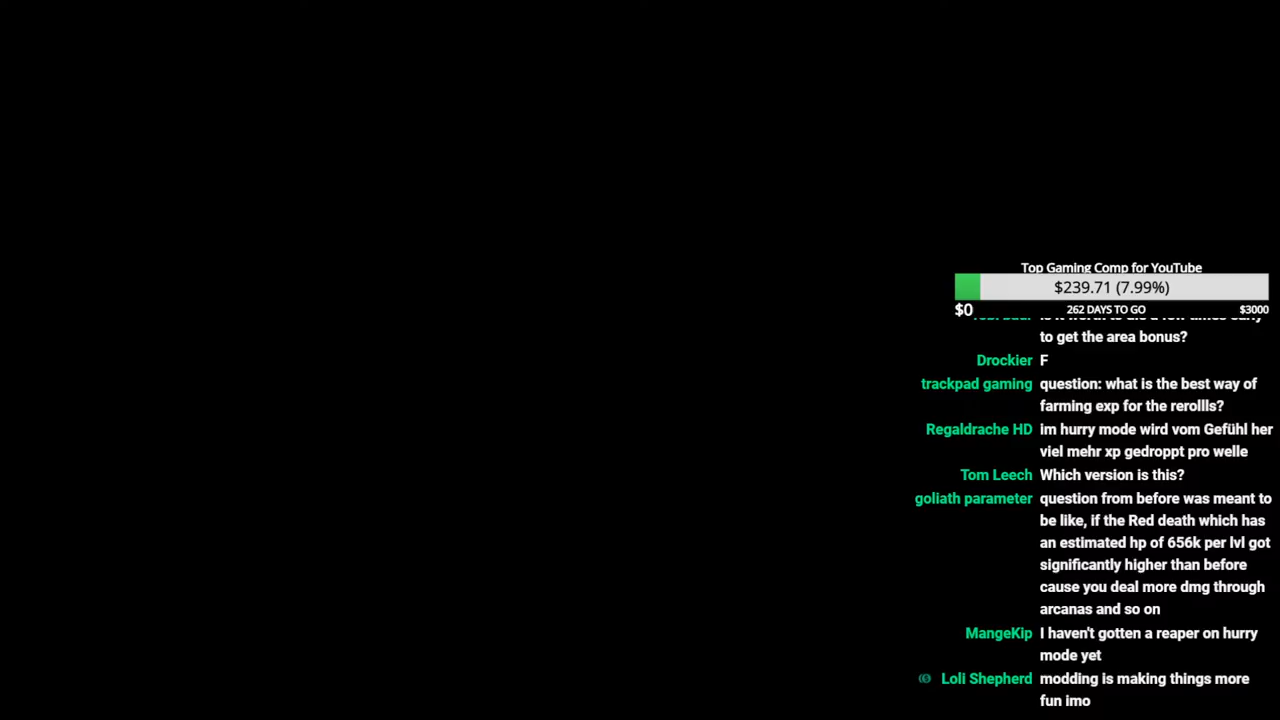 Top Gaming Comp for YouTube
$239.71 (7.99%)
$0 262 DAYS TO GO $3000
to get the area bonus?
Drockier F
trackpad gaming question: what is the best way of
farming exp for the rerollls?
Regaldrache HD im hurry mode wird vom Gefühl her
viel mehr xp gedroppt pro welle
Tom Leech Which version is this?
goliath parameter question from before was meant to
be like, if the Red death which has
an estimated hp of 656k per lvl got
significantly higher than before
cause you deal more dmg through
arcanas and so on
MangeKip I haven't gotten a reaper on hurry
mode yet
Loli Shepherd modding is making things more
fun imo